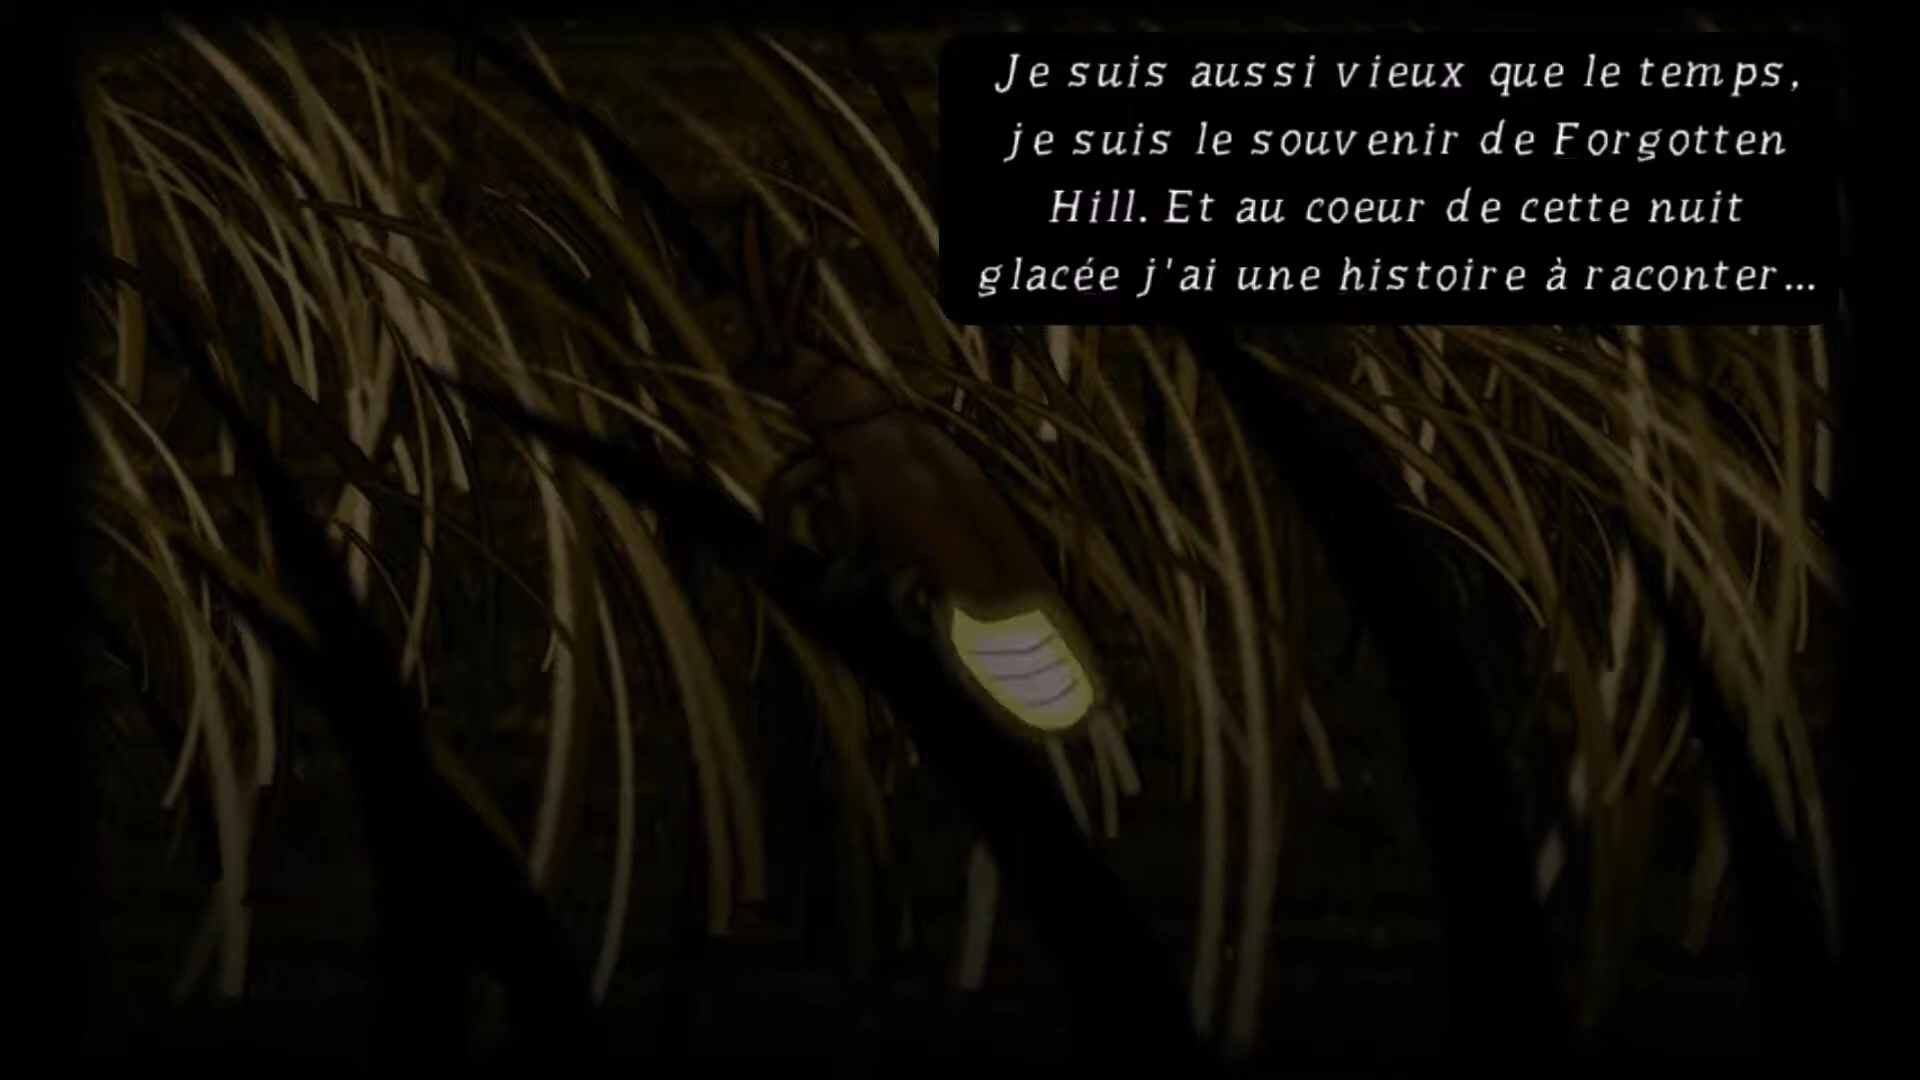 Je suis aussi vieux que le temps,
je suis le souvenir de Forgotten
Hill. Et au coeur de cette nuit
glacée j'ai une histoire à raconter...